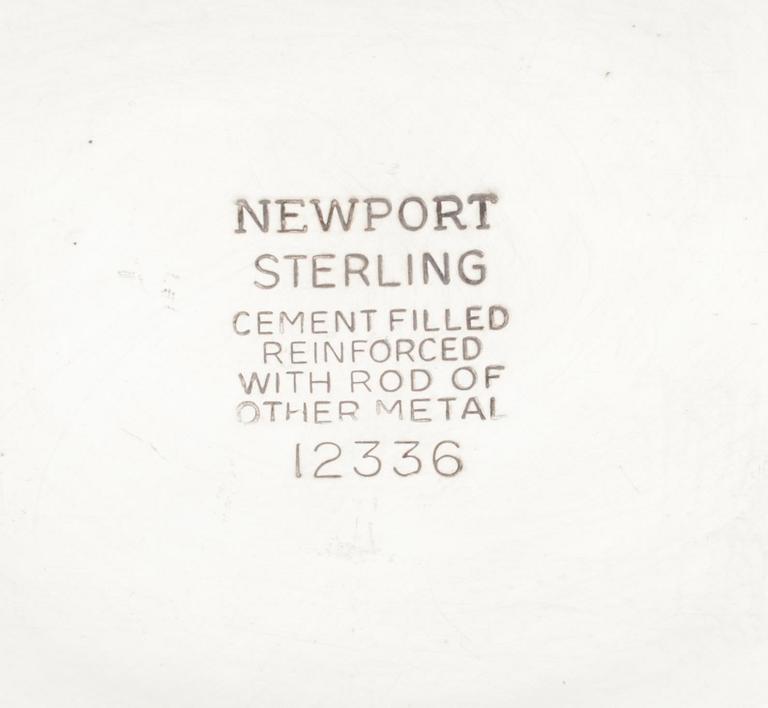 NEWPORT
STERLING
CEMENT FILLED
REINFORCED
WITH ROD OF
OTHER METAL
12336